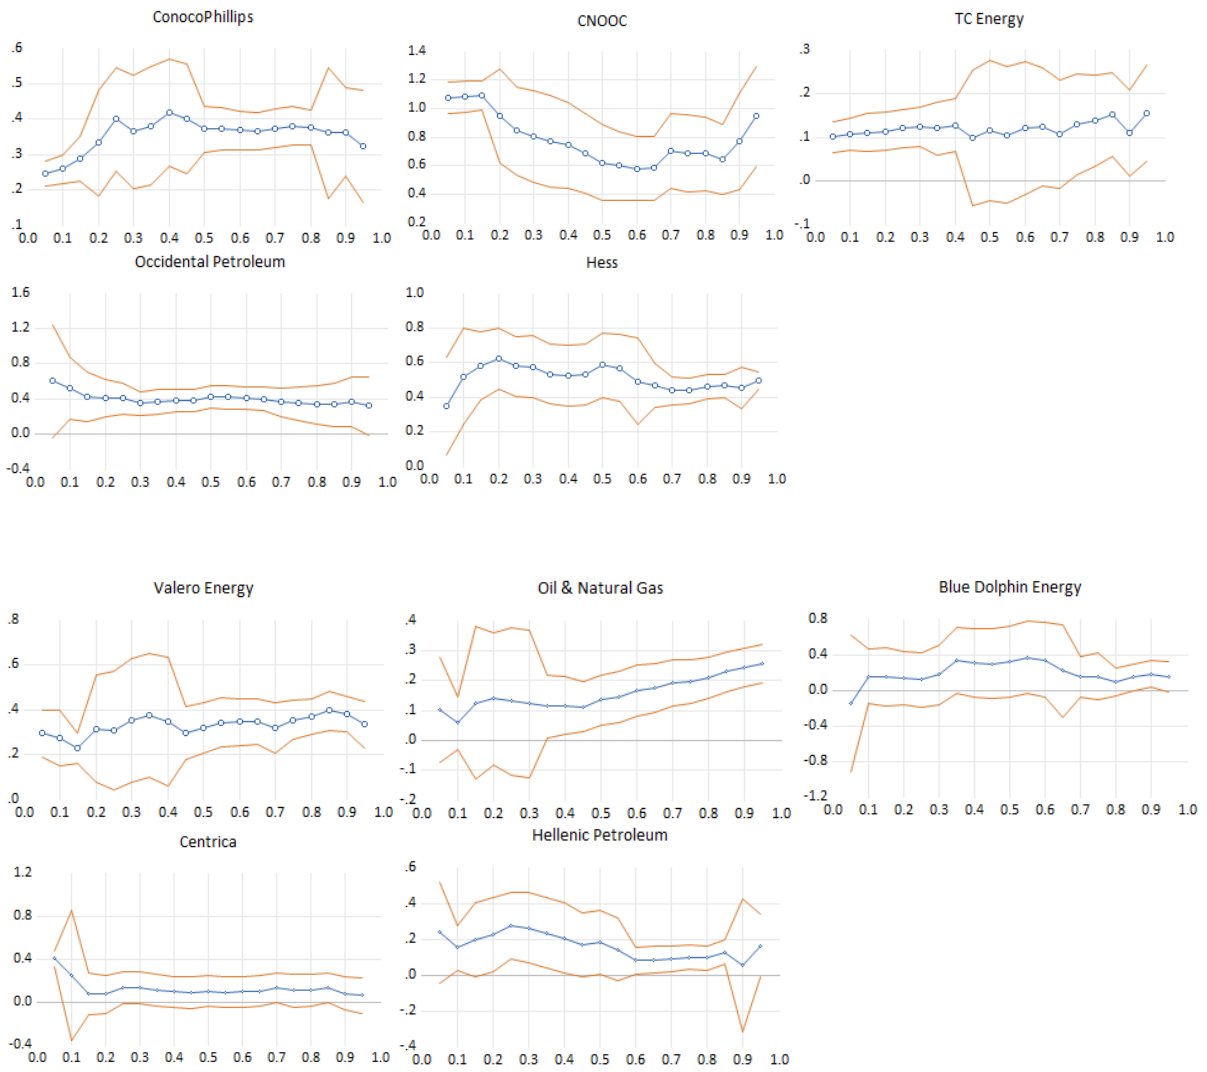 ConocoPhillips
.6
.5
.4
.3
.2
.1
0.0 0.1 0.2 0.3 0.4 0.5 0.6 0.7 0.8 0.9 1.0
CNOOC
1.4
1.2
1.0
0.8
0.6
0.4
0.2
0.0 0.1 0.2 0.3 0.4 0.5 0.6 0.7 0.8 0.9 1.0
TC Energy
.3
.2
.1
.0
-.1
0.0 0.1 0.2 0.3 0.4 0.5 0.6 0.7 0.8 0.9 1.0
Occidental Petroleum
1.6
1.2
0.8
0.4
0.0
-0.4
0.0 0.1 0.2 0.3 0.4 0.5 0.6 0.7 0.8 0.9 1.0
Hess
1.0
0.8
0.6
0.4
0.2
0.0
0.0 0.1 0.2 0.3 0.4 0.5 0.6 0.7 0.8 0.9 1.0
Valero Energy
.8
.6
.4
.2
.0
0.0 0.1 0.2 0.3 0.4 0.5 0.6 0.7 0.8 0.9 1.0
Oil & Natural Gas
.4
.3
.2
.1
.0
-.1
-.2
0.0 0.1 0.2 0.3 0.4 0.5 0.6 0.7 0.8 0.9 1.0
Blue Dolphin Energy
0.8
0.4
0.0
-0.4
-0.8
-1.2
0.0 0.1 0.2 0.3 0.4 0.5 0.6 0.7 0.8 0.9 1.0
Centrica
1.2
0.8
0.4
0.0
-0.4
0.0 0.1 0.2 0.3 0.4 0.5 0.6 0.7 0.8 0.9 1.0
Hellenic Petroleum
.6
.4
.2
.0
-.2
-.4
0.0 0.1 0.2 0.3 0.4 0.5 0.6 0.7 0.8 0.9 1.0